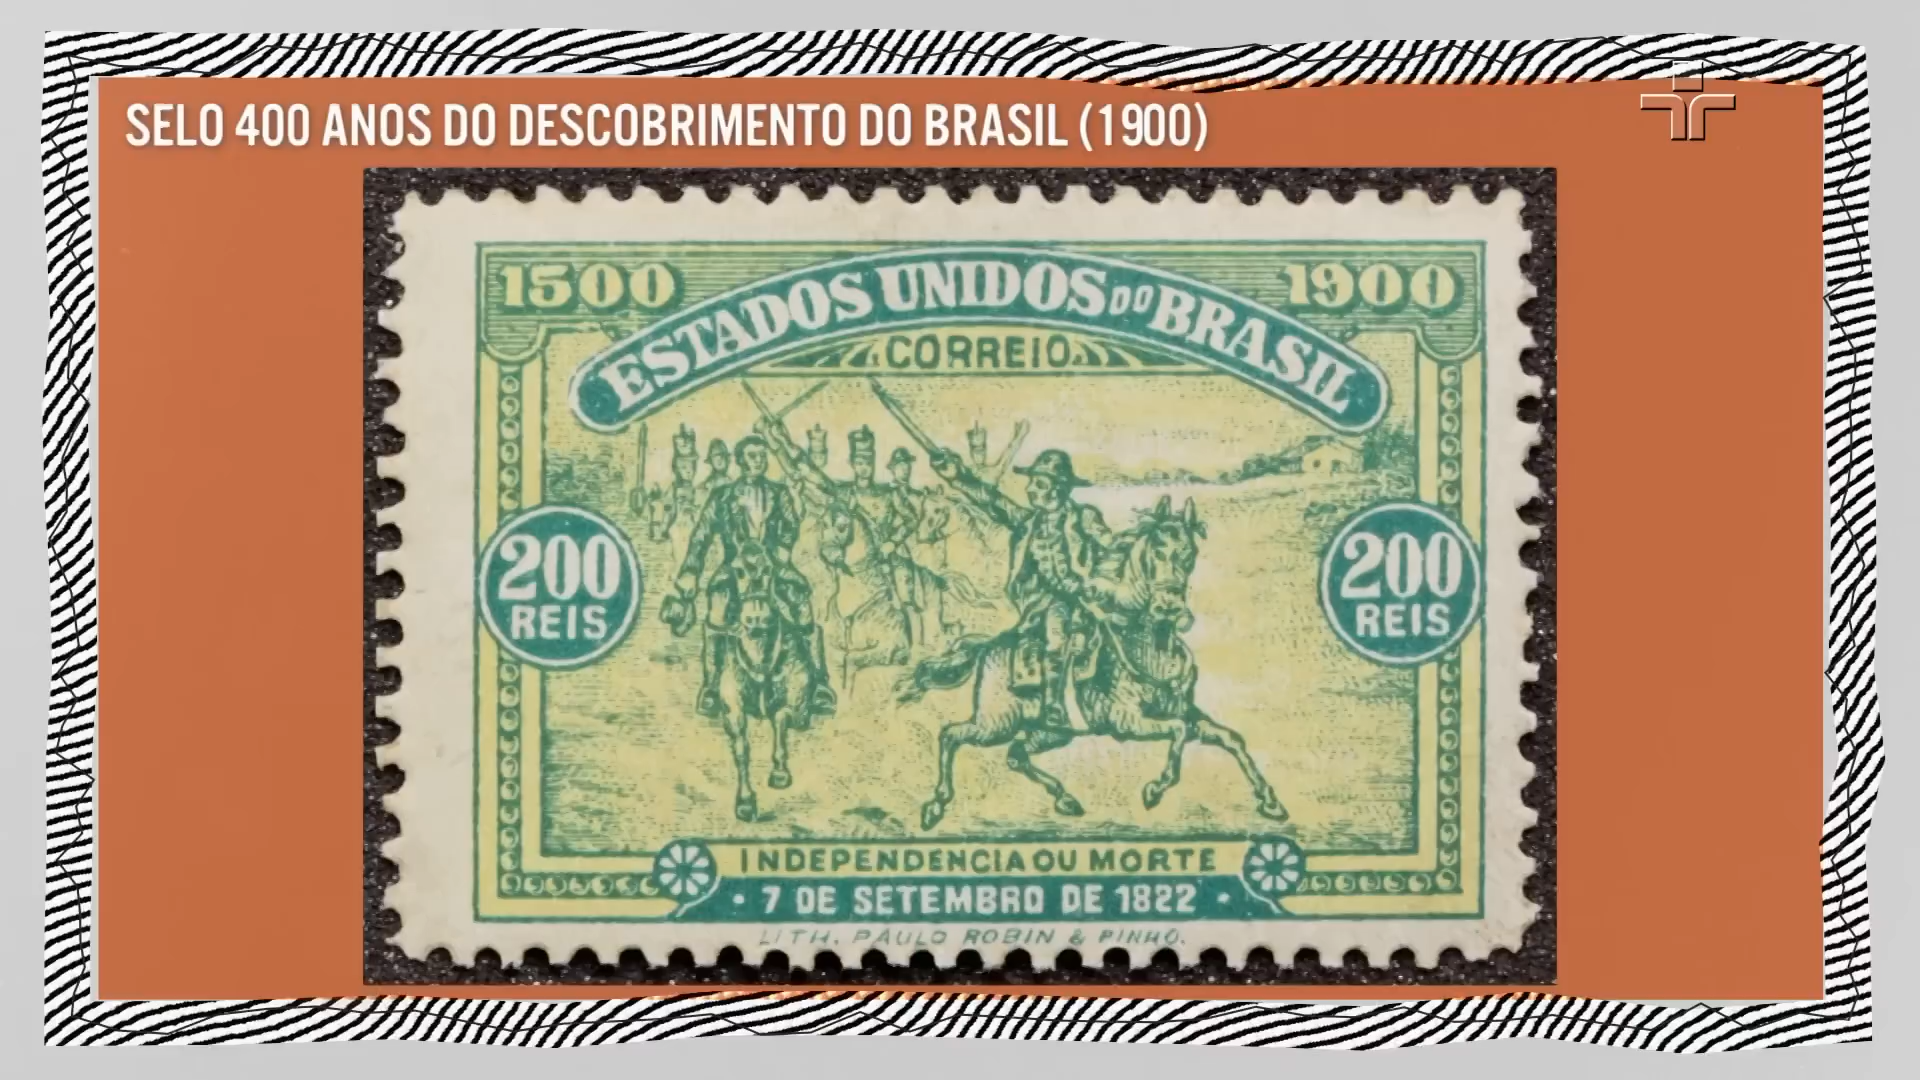 SELO 400 ANOS DO DESCOBRIMENTO DO BRASIL (1900)
1500
1900
ESTADOS UNIDOS DO BRASIL
CORREIO
200 REIS
200 REIS
INDEPENDENCIA OU MORTE
· 7 DE SETEMBRO DE 1822 ·
LITH. PAULO ROBIN & PINHO.